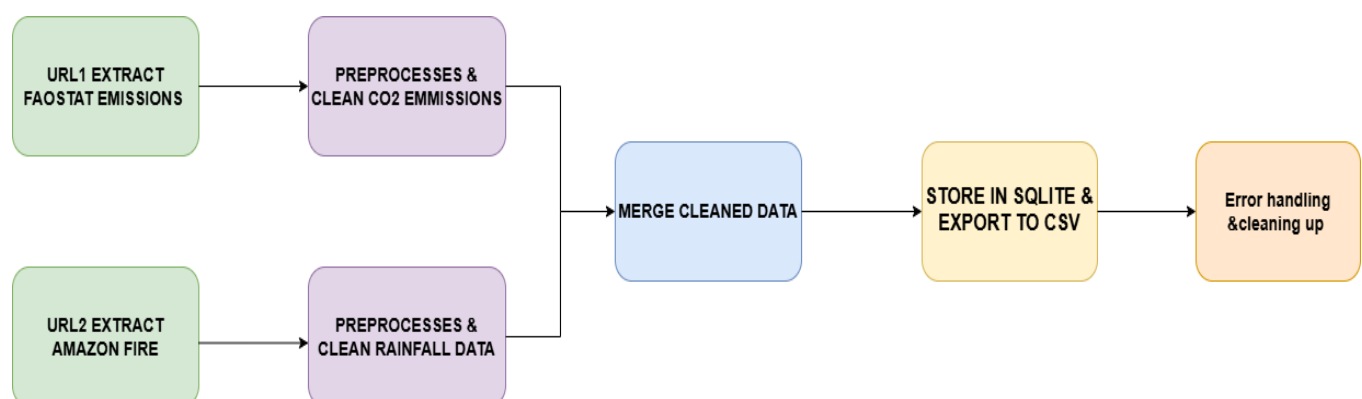 URL1 EXTRACT
FAOSTAT EMISSIONS
PREPROCESSES &
CLEAN CO2 EMMISSIONS
URL2 EXTRACT
AMAZON FIRE
PREPROCESSES &
CLEAN RAINFALL DATA
MERGE CLEANED DATA
STORE IN SQLITE &
EXPORT TO CSV
Error handling
&cleaning up